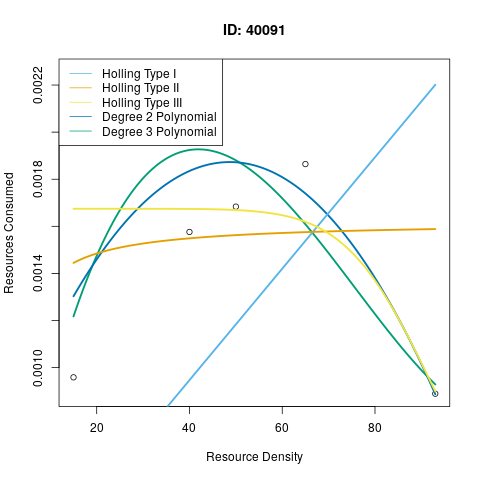 ID: 40091
Holling Type I
Holling Type II
Holling Type III
Degree 2 Polynomial
Degree 3 Polynomial
Resources Consumed
0.0022
0.0018
0.0014
0.0010
20 40 60 80
Resource Density